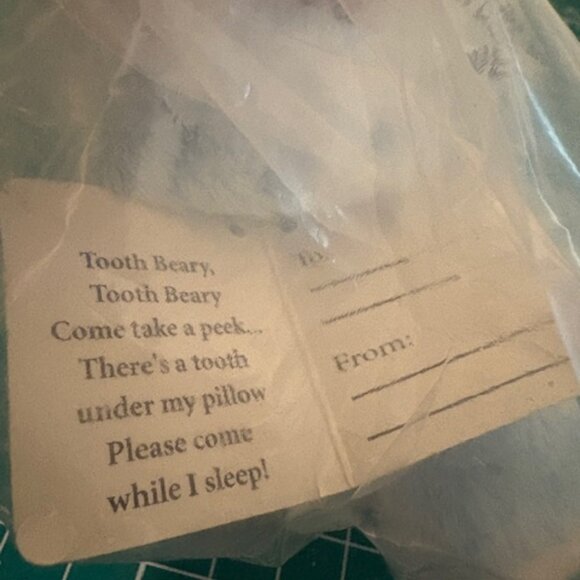 Tooth Beary,
Tooth Beary
Come take a peek...
There's a tooth
under my pillow
Please come
while I sleep!
To:
From: